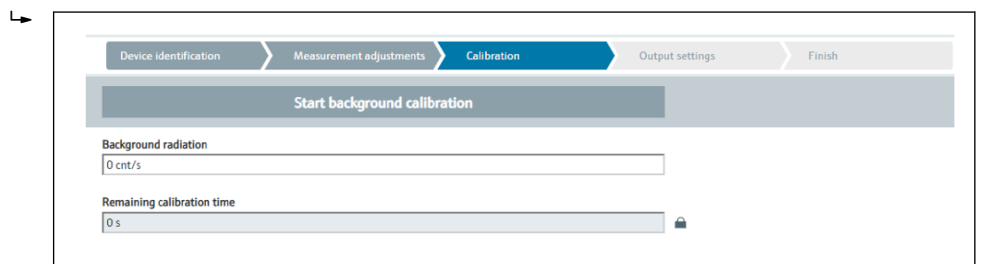 Device identification Measurement adjustments Calibration Output settings Finish
Start background calibration
Background radiation
0 cnt/s
Remaining calibration time
0 s